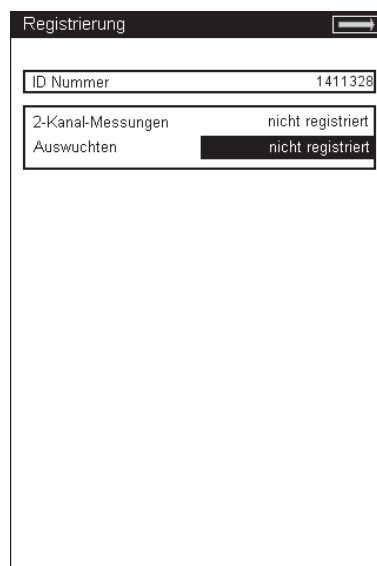 Registrierung
ID Nummer 1411328
2-Kanal-Messungen nicht registriert
Auswuchten nicht registriert